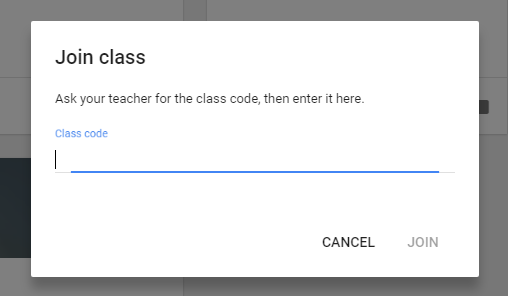 Join class
Ask your teacher for the class code, then enter it here.
Class code
CANCEL JOIN